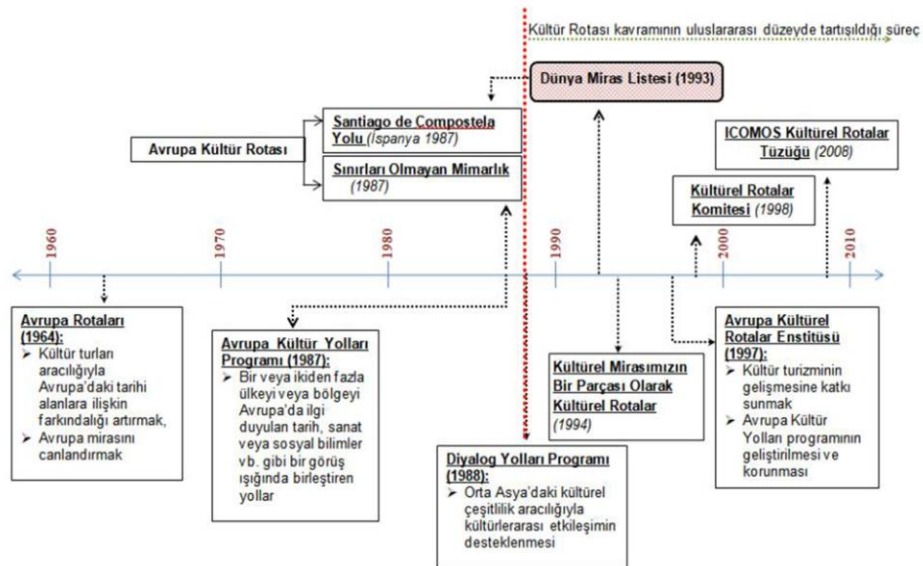 Kültür Rotası kavramının uluslararası düzeyde tartışıldığı süreç
Dünya Miras Listesi (1993)
Avrupa Kültür Rotası
Santiago de Compostela
Yolu (İspanya 1987)
Sınırları Olmayan Mimarlık
(1987)
ICOMOS Kültürel Rotalar
Tüzüğü (2008)
Kültürel Rotalar
Komitesi (1998)
1960
1970
1980
1990
2000
2010
Avrupa Rotaları
(1964):
➢ Kültür turları
aracılığıyla
Avrupa'daki tarihi
alanlara ilişkin
farkındalığı artırmak,
➢ Avrupa mirasını
canlandırmak
Avrupa Kültür Yolları
Programı (1987):
➢ Bir veya ikiden fazla
ülkeyi veya bölgeyi
Avrupa'da ilgi
duyulan tarih, sanat
veya sosyal bilimler
vb. gibi bir görüş
ışığında birleştiren
yollar
Diyalog Yolları Programı
(1988):
➢ Orta Asya'daki kültürel
çeşitlilik aracılığıyla
kültürlerarası etkileşimin
desteklenmesi
Kültürel Mirasımızın
Bir Parçası Olarak
Kültürel Rotalar
(1994)
Avrupa Kültürel
Rotalar Enstitüsü
(1997):
➢ Kültür turizminin
gelişmesine katkı
sunmak
➢ Avrupa Kültür
Yolları programının
geliştirilmesi ve
korunması